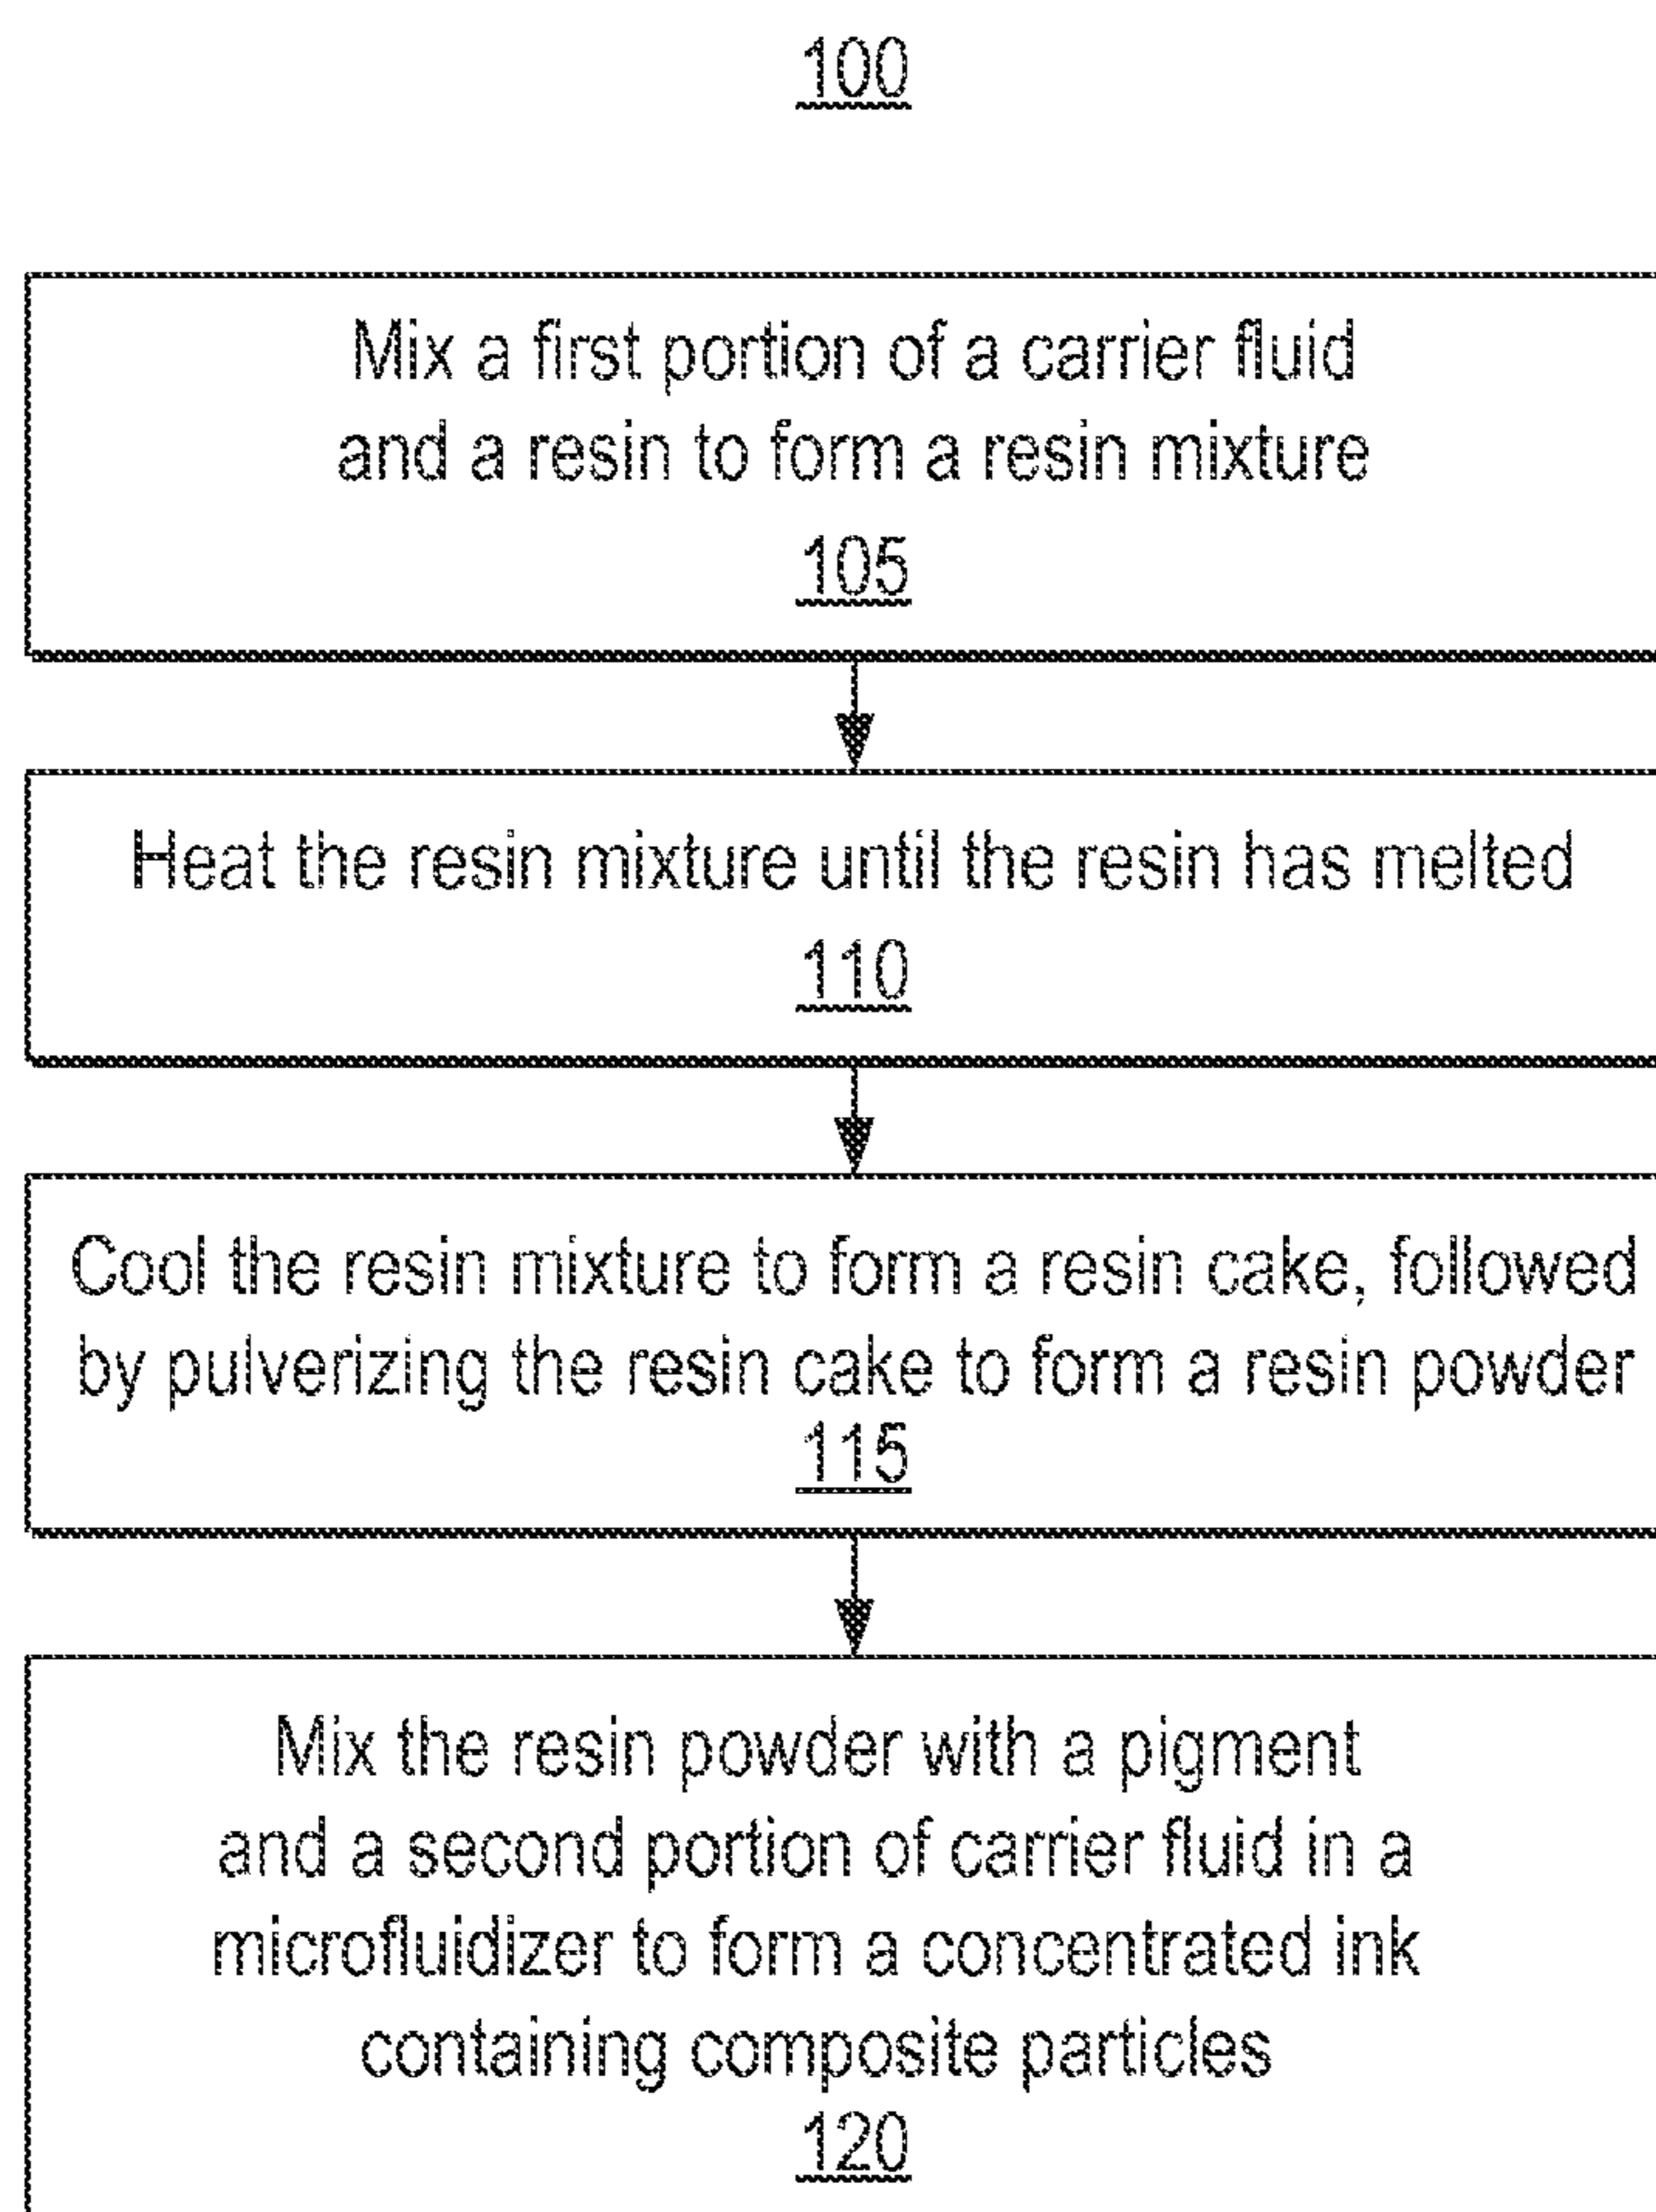 100
Mix a first portion of a carrier fluid
and a resin to form a resin mixture
105
Heat the resin mixture until the resin has melted
110
Cool the resin mixture to form a resin cake, followed
by pulverizing the resin cake to form a resin powder
115
Mix the resin powder with a pigment
and a second portion of carrier fluid in a
microfluidizer to form a concentrated ink
containing composite particles
120